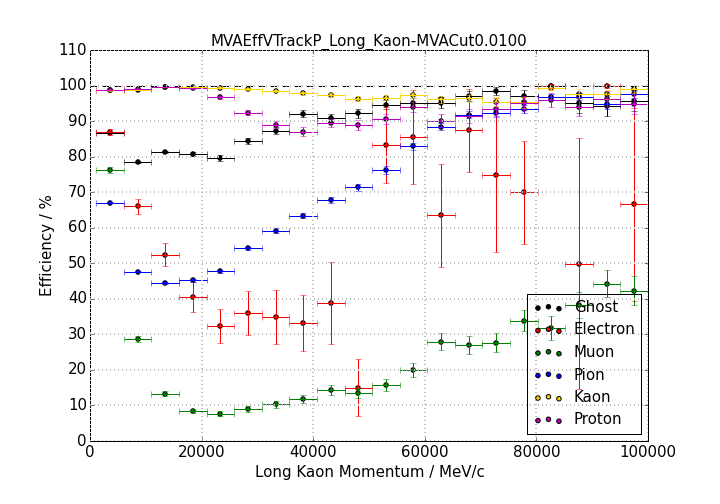 MVAEffVTrackP_Long_Kaon-MVACut0.0100
110
100
90
80
70
60
50
40
30
20
10
0
Efficiency / %
Ghost
Electron
Muon
Pion
Kaon
Proton
0 20000 40000 60000 80000 100000
Long Kaon Momentum / MeV/c